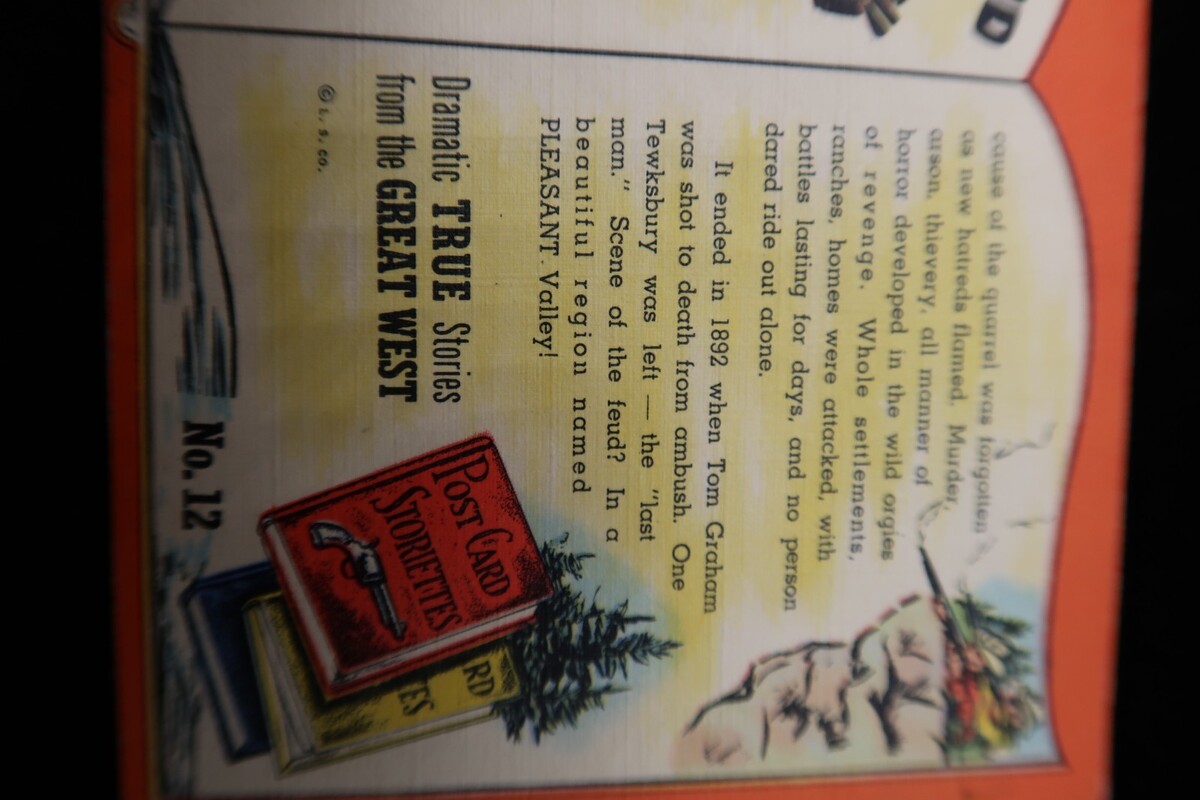 D
cause of the quarrel was forgotten
as new hatreds flamed. Murder,
arson, thievery, all manner of
horror developed in the wild orgies
of revenge. Whole settlements,
ranches, homes were attacked, with
battles lasting for days, and no person
dared ride out alone.
It ended in 1892 when Tom Graham
was shot to death from ambush. One
Tewksbury was left — the "last
man." Scene of the feud? In a
beautiful region named
PLEASANT Valley!
Dramatic TRUE Stories
from the GREAT WEST
© L. S. CO.
POST CARD
STORIETTES
RD
TES
No. 12